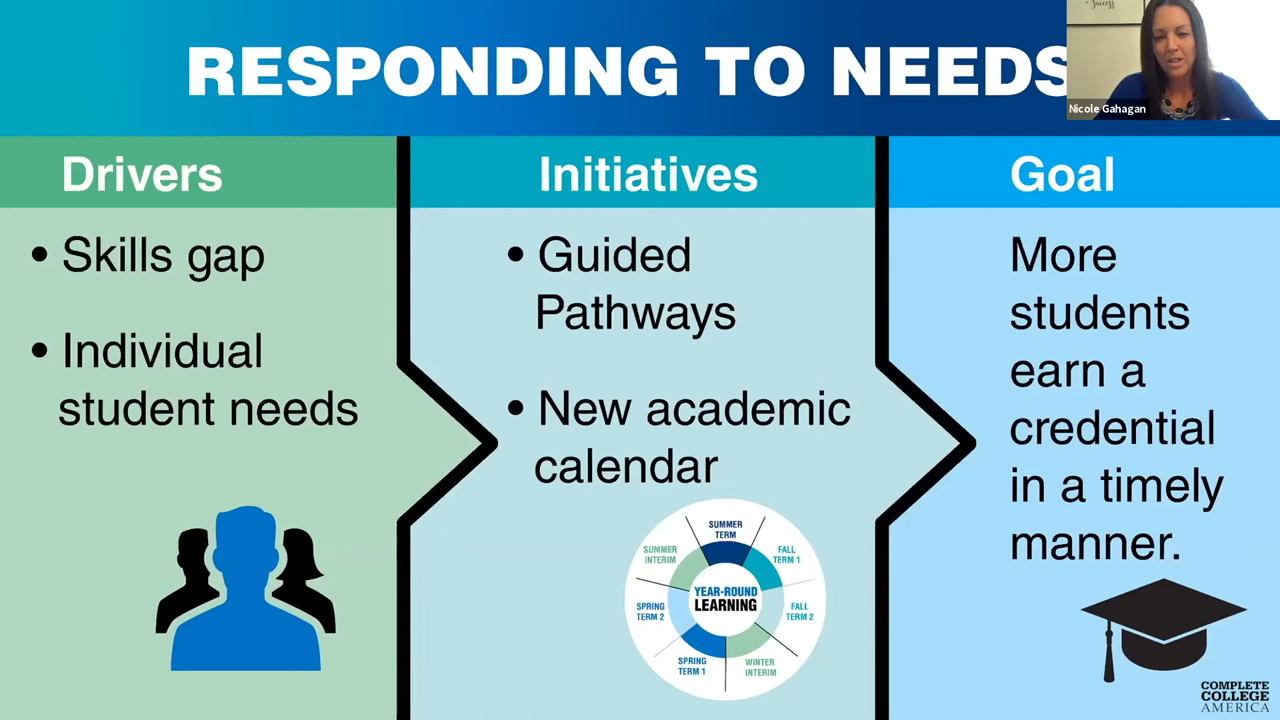 Success
RESPONDING TO NEEDS
Nicole Gahagan
Drivers
• Skills gap
• Individual
student needs
Initiatives
• Guided
Pathways
• New academic
calendar
SUMMER
TERM
FALL
TERM 1
FALL
TERM 2
WINTER
INTERIM
SPRING
TERM 1
SPRING
TERM 2
SUMMER
INTERIM
YEAR-ROUND
LEARNING
Goal
More
students
earn a
credential
in a timely
manner.
COMPLETE
COLLEGE
AMERICA